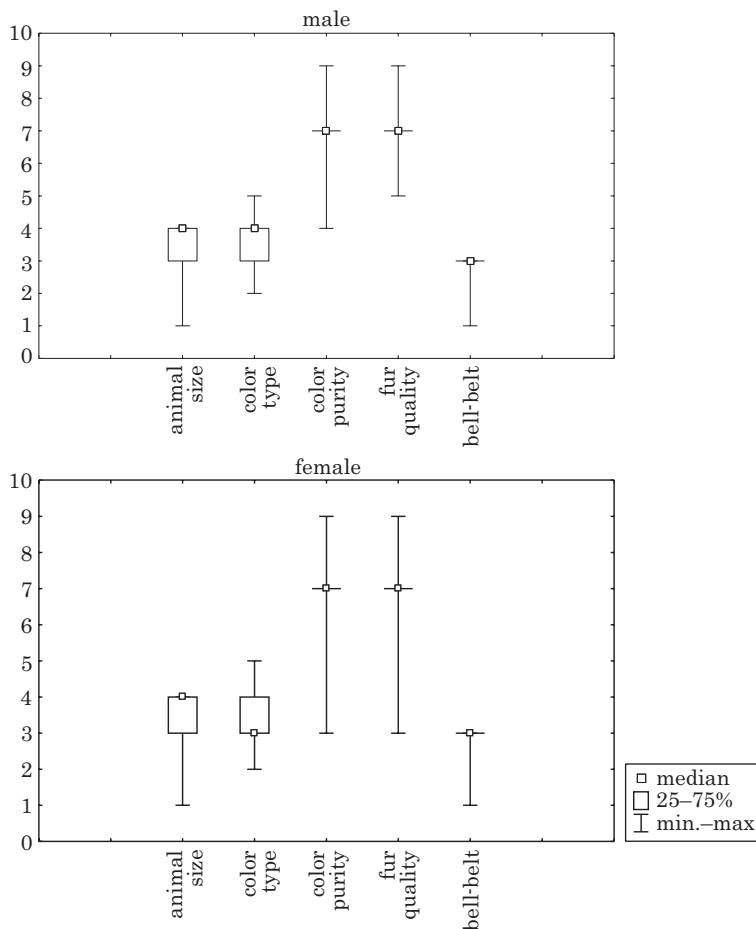 male
10
9
8
7
6
5
4
3
2
1
0
animal
size
color
type
color
purity
fur
quality
bell-belt
female
10
9
8
7
6
5
4
3
2
1
0
animal
size
color
type
color
purity
fur
quality
bell-belt
median
25–75%
min.–max